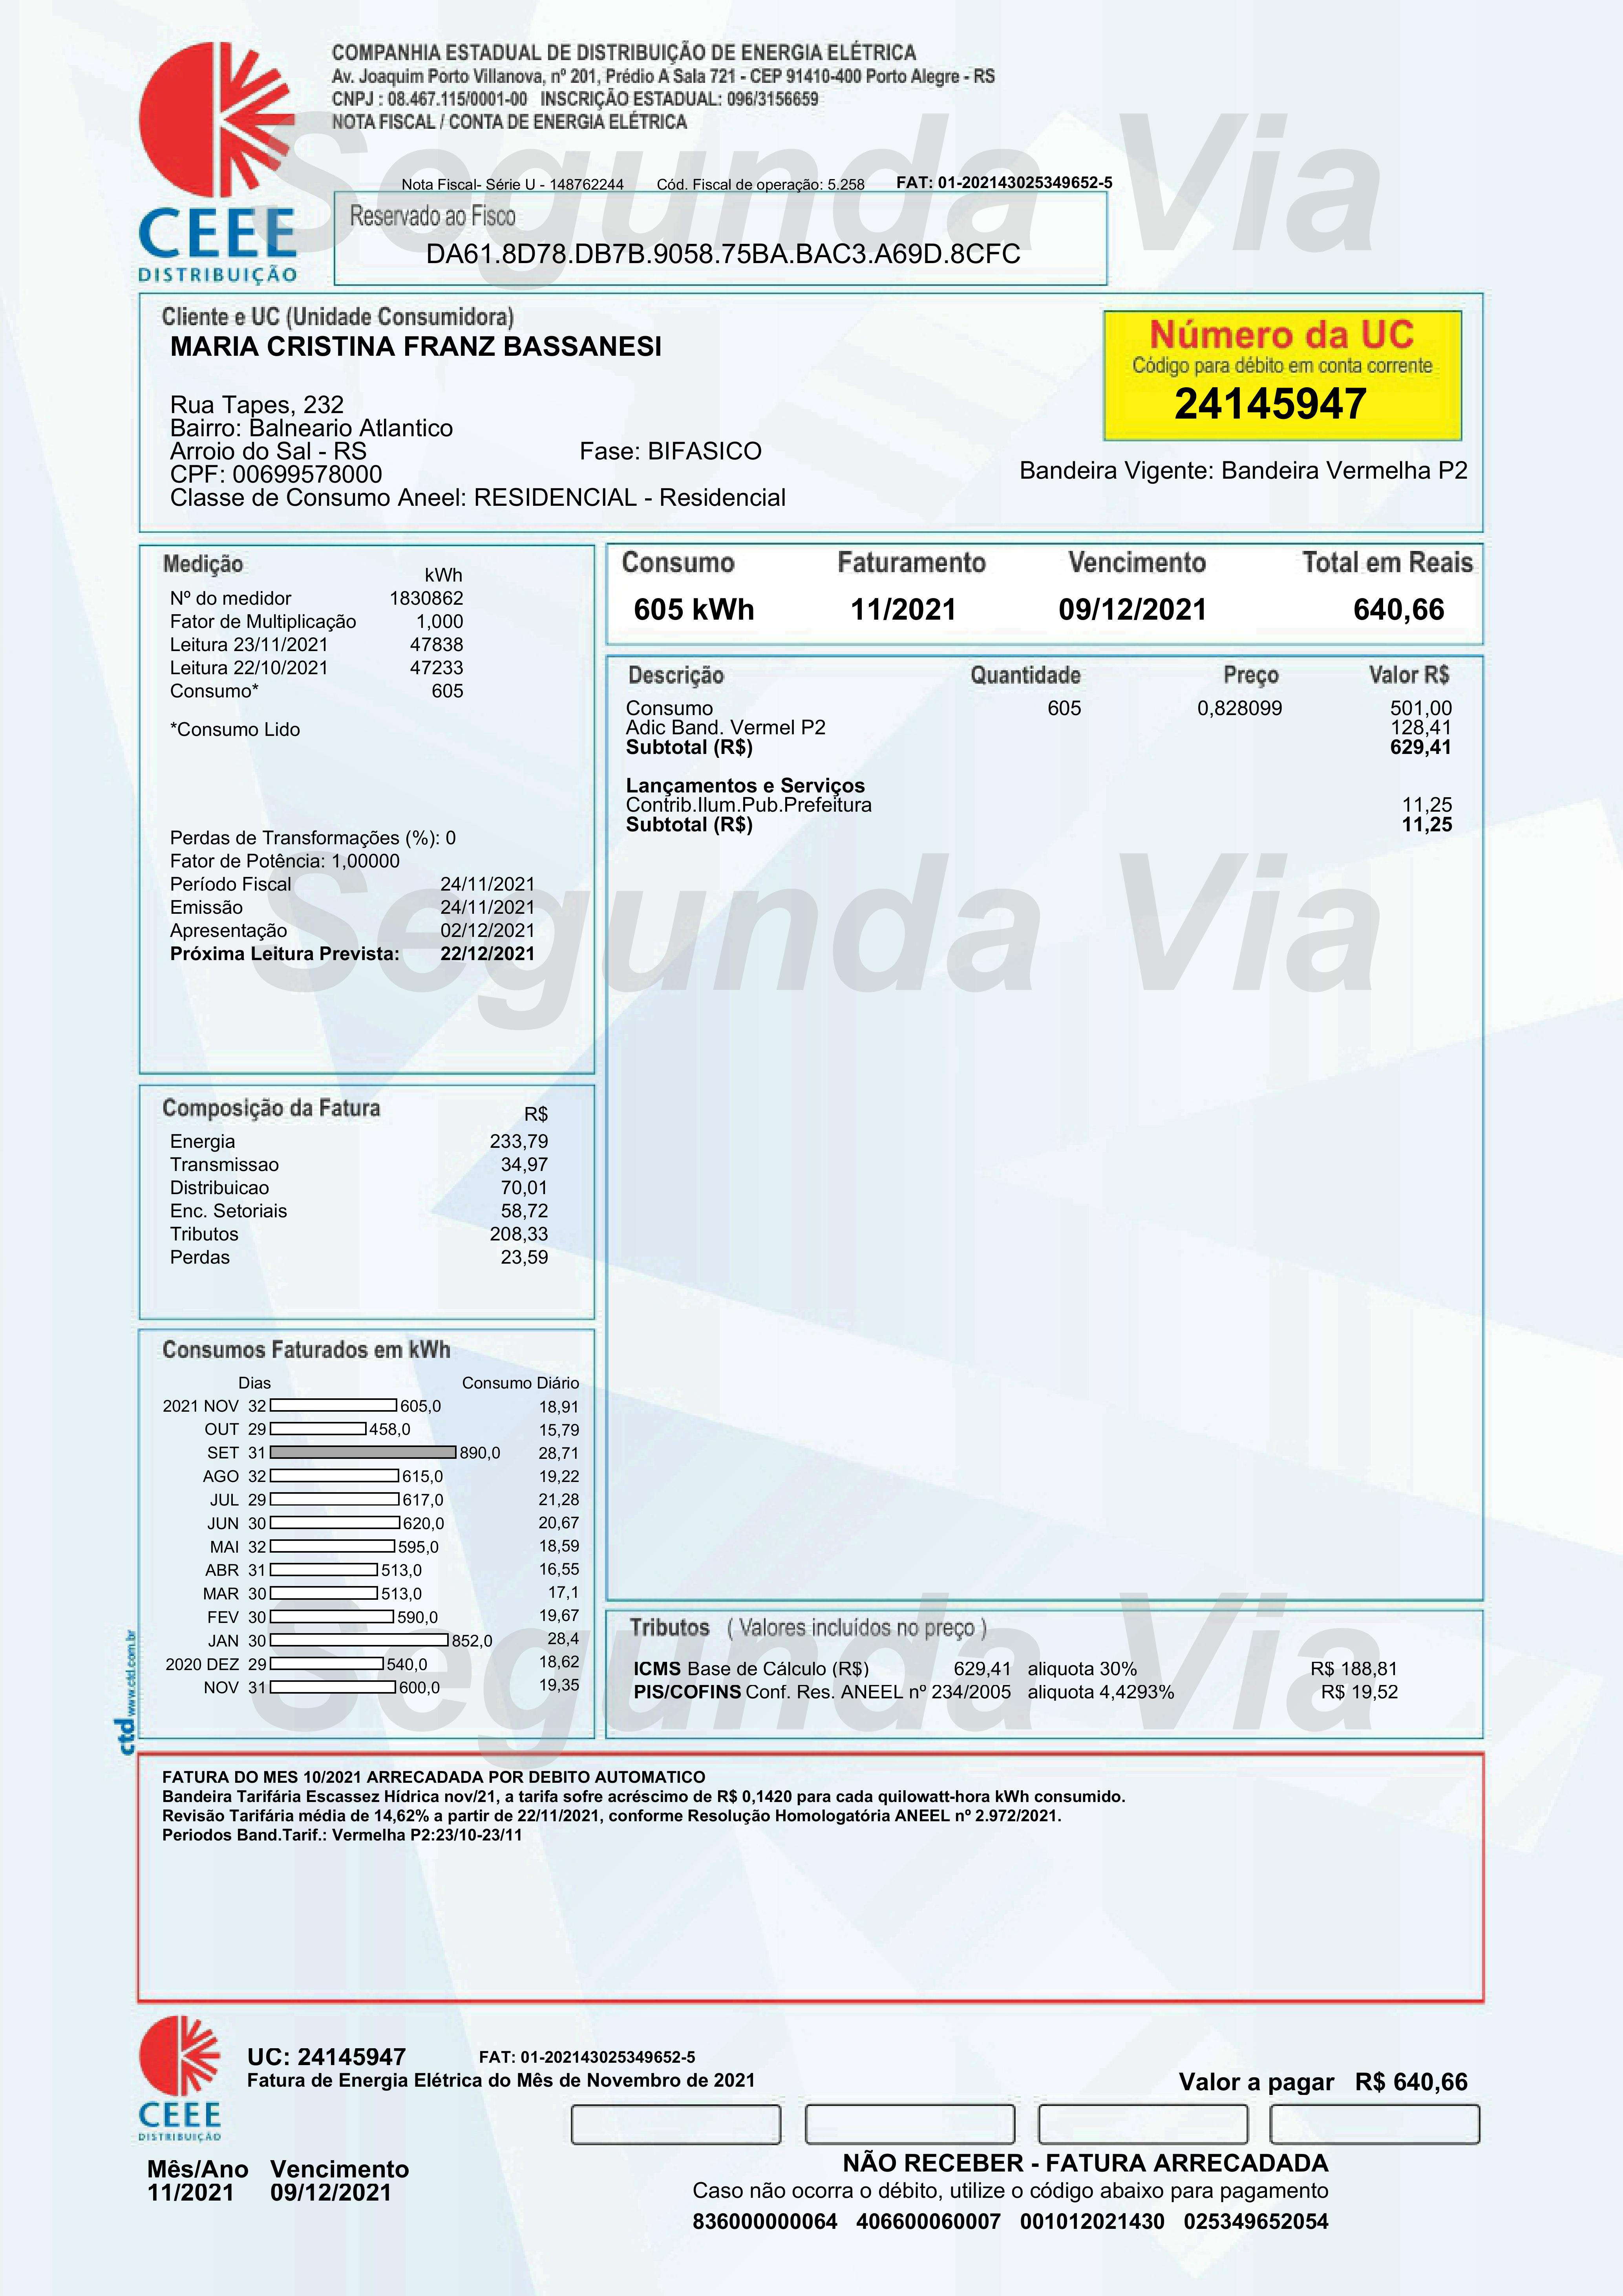 COMPANHIA ESTADUAL DE DISTRIBUIÇÃO DE ENERGIA ELÉTRICA
Av. Joaquim Porto Villanova, nº 201, Prédio A Sala 721 - CEP 91410-400 Porto Alegre - RS
CNPJ : 08.467.115/0001-00 INSCRIÇÃO ESTADUAL: 096/3156659
NOTA FISCAL / CONTA DE ENERGIA ELÉTRICA
Segunda Via
Nota Fiscal- Série U - 148762244 Cód. Fiscal de operação: 5.258 FAT: 01-202143025349652-5
CEEE
DISTRIBUIÇÃO
Reservado ao Fisco
DA61.8D78.DB7B.9058.75BA.BAC3.A69D.8CFC
Cliente e UC (Unidade Consumidora)
MARIA CRISTINA FRANZ BASSANESI
Rua Tapes, 232
Bairro: Balneario Atlantico
Arroio do Sal - RS Fase: BIFASICO
CPF: 00699578000
Classe de Consumo Aneel: RESIDENCIAL - Residencial
Número da UC
Código para débito em conta corrente
24145947
Bandeira Vigente: Bandeira Vermelha P2
Medição
kWh
Nº do medidor 1830862
Fator de Multiplicação 1,000
Leitura 23/11/2021 47838
Leitura 22/10/2021 47233
Consumo* 605
*Consumo Lido
Perdas de Transformações (%): 0
Fator de Potência: 1,00000
Período Fiscal 24/11/2021
Emissão 24/11/2021
Apresentação 02/12/2021
Próxima Leitura Prevista: 22/12/2021
Consumo Faturamento Vencimento Total em Reais
605 kWh 11/2021 09/12/2021 640,66
Descrição Quantidade Preço Valor R$
Consumo 605 0,828099 501,00
Adic Band. Vermel P2 128,41
Subtotal (R$) 629,41
Lançamentos e Serviços
Contrib.Ilum.Pub.Prefeitura 11,25
Subtotal (R$) 11,25
Segunda Via
Composição da Fatura R$
Energia 233,79
Transmissao 34,97
Distribuicao 70,01
Enc. Setoriais 58,72
Tributos 208,33
Perdas 23,59
Consumos Faturados em kWh
Dias Consumo Diário
2021 NOV 32 605,0 18,91
OUT 29 458,0 15,79
SET 31 890,0 28,71
AGO 32 615,0 19,22
JUL 29 617,0 21,28
JUN 30 620,0 20,67
MAI 32 595,0 18,59
ABR 31 513,0 16,55
MAR 30 513,0 17,1
FEV 30 590,0 19,67
JAN 30 852,0 28,4
2020 DEZ 29 540,0 18,62
NOV 31 600,0 19,35
Segunda Via
Tributos ( Valores incluídos no preço )
ICMS Base de Cálculo (R$) 629,41 aliquota 30% R$ 188,81
PIS/COFINS Conf. Res. ANEEL nº 234/2005 aliquota 4,4293% R$ 19,52
ctd www.ctd.com.br
FATURA DO MES 10/2021 ARRECADADA POR DEBITO AUTOMATICO
Bandeira Tarifária Escassez Hídrica nov/21, a tarifa sofre acréscimo de R$ 0,1420 para cada quilowatt-hora kWh consumido.
Revisão Tarifária média de 14,62% a partir de 22/11/2021, conforme Resolução Homologatória ANEEL nº 2.972/2021.
Periodos Band.Tarif.: Vermelha P2:23/10-23/11
CEEE
DISTRIBUIÇÃO
UC: 24145947 FAT: 01-202143025349652-5
Fatura de Energia Elétrica do Mês de Novembro de 2021
Valor a pagar R$ 640,66
Mês/Ano Vencimento
11/2021 09/12/2021
NÃO RECEBER - FATURA ARRECADADA
Caso não ocorra o débito, utilize o código abaixo para pagamento
836000000064 406600060007 001012021430 025349652054